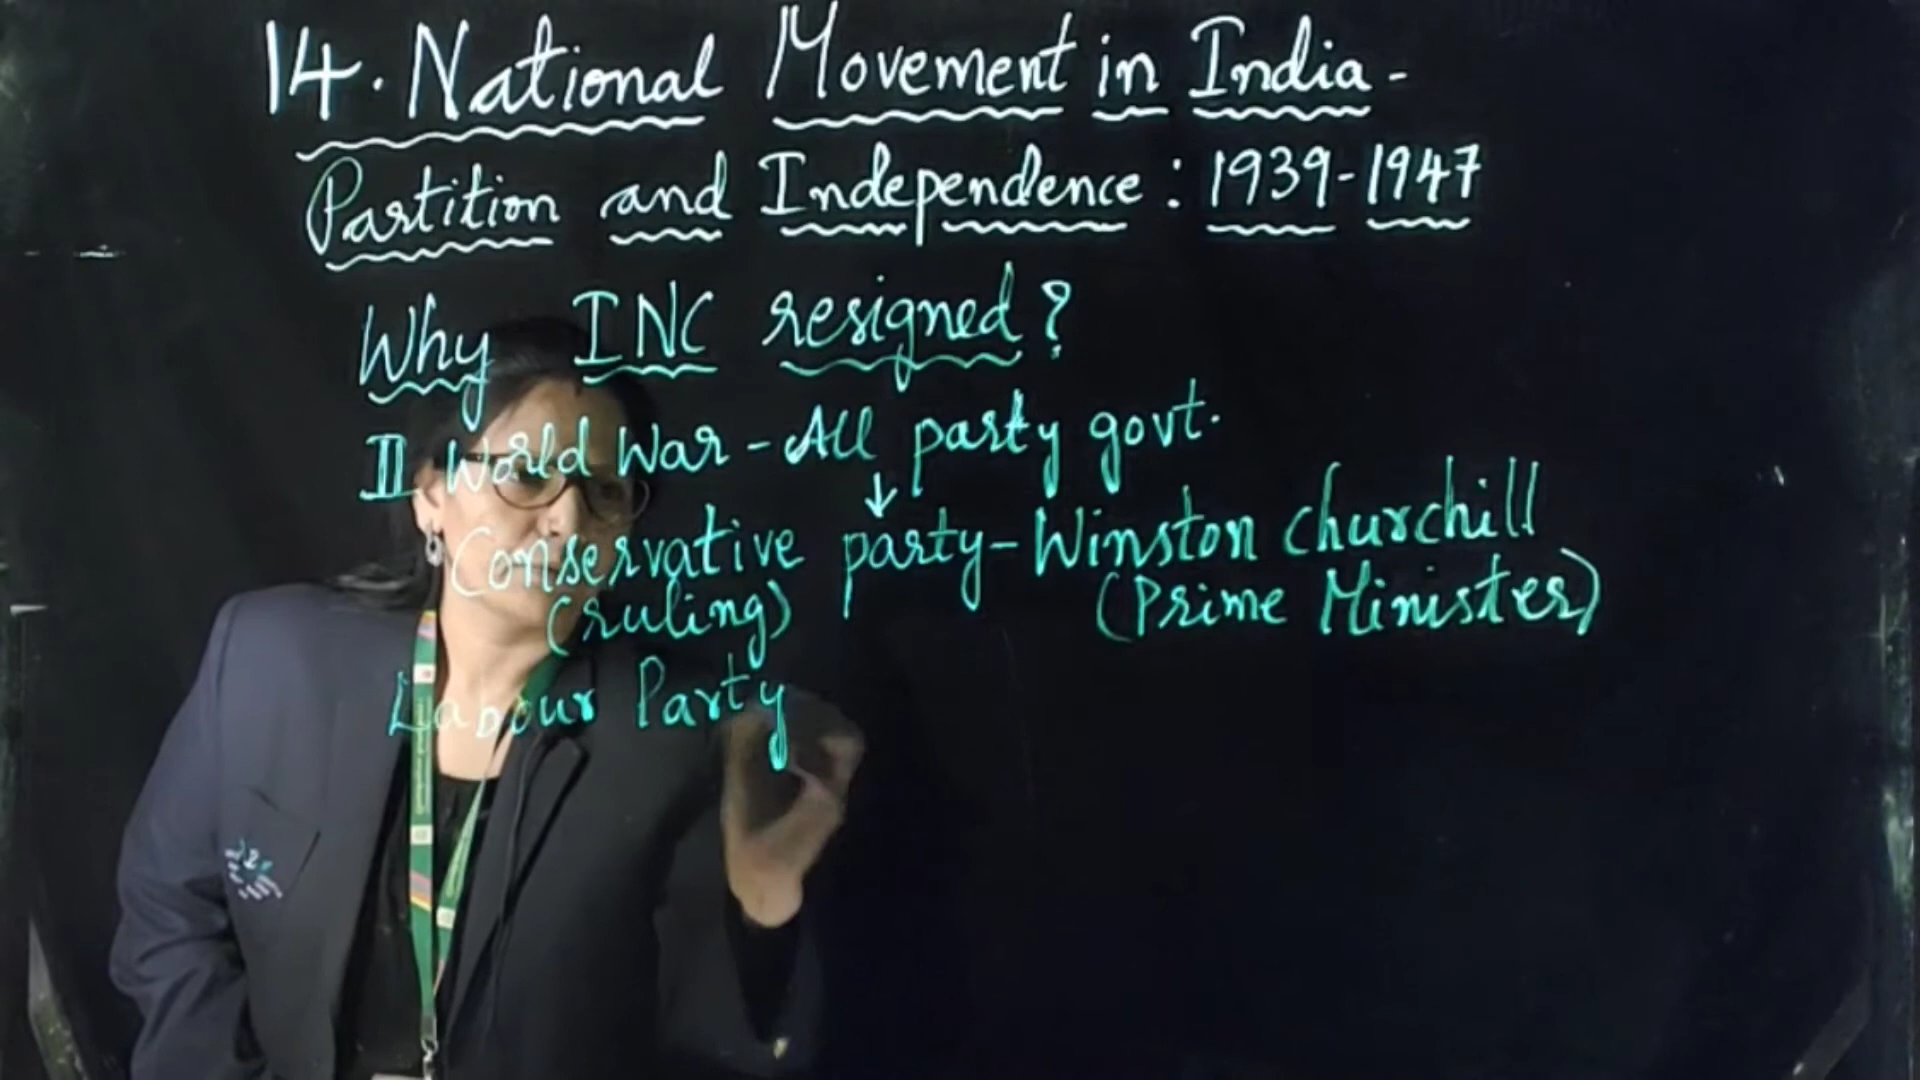 14. National Movement in India -
Partition and Independence : 1939-1947
Why INC resigned?
II World War - All party govt.
↓
Conservative party - Winston Churchill
(ruling) (Prime Minister)
Labour Party